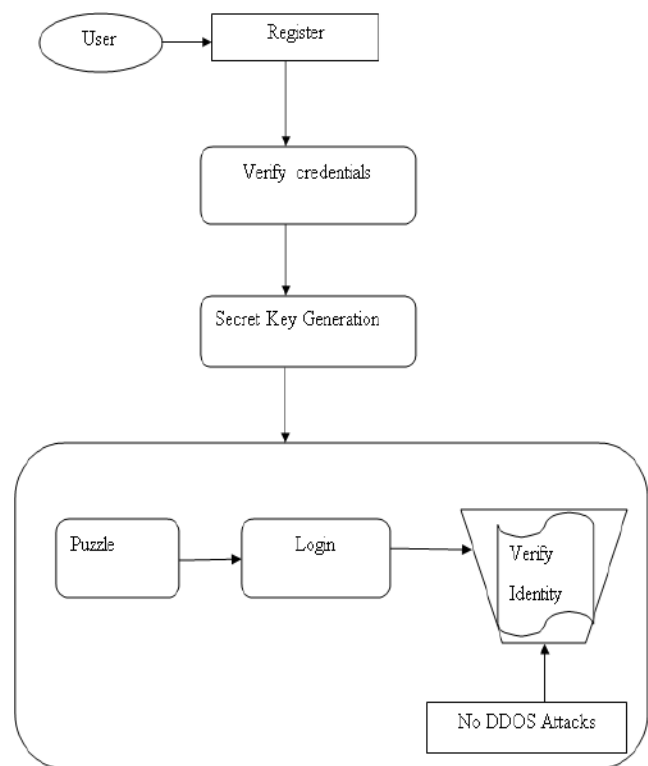 User
Register
Verify credentials
Secret Key Generation
Puzzle
Login
Verify
Identity
No DDOS Attacks